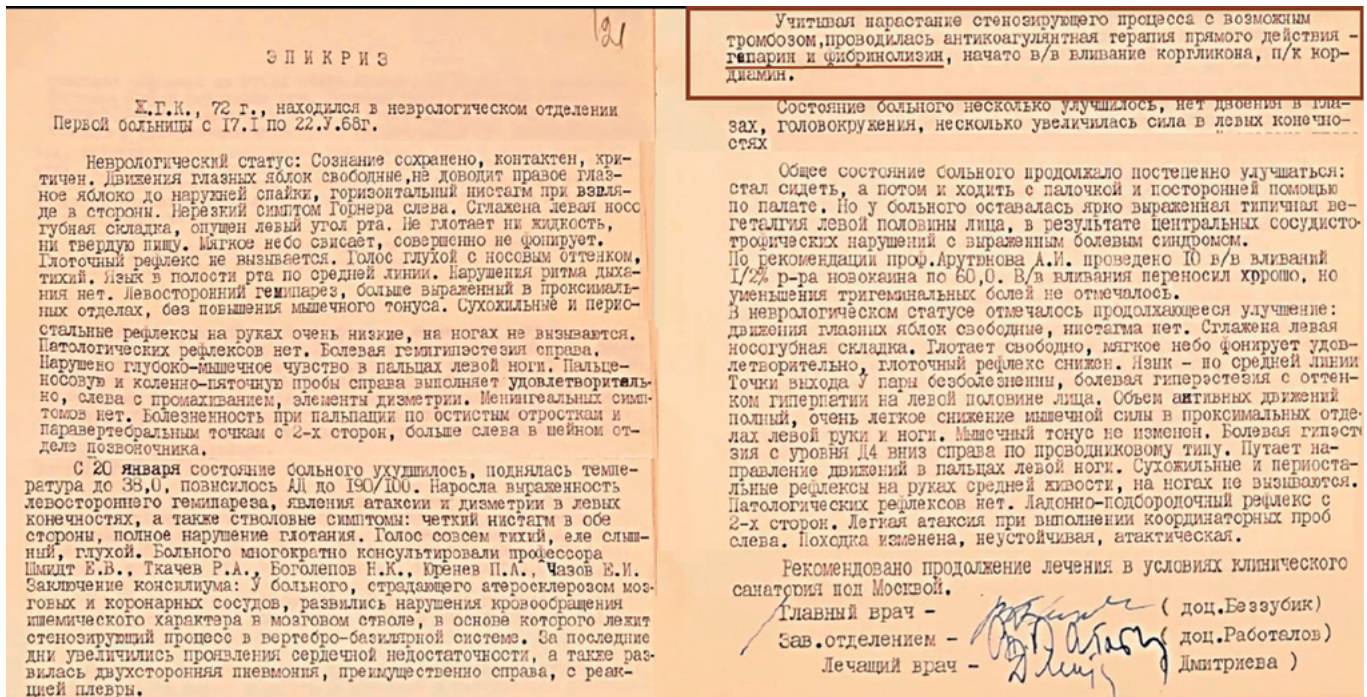 121
ЭПИКРИЗ
Ж.Г.К., 72 г., находился в неврологическом отделении
Первой больницы с 17.I по 22.У.68г.
Неврологический статус: Сознание сохранено, контактен, кри-
тичен. Движения глазных яблок свободные,не доводит правое глаз-
ное яблоко до наружней спайки, горизонтальный нистагм при взгля-
де в стороны. Нерезкий симптом Горнера слева. Сглажена левая носо
губная складка, опущен левый угол рта. Не глотает ни жидкость,
ни твердую пищу. Мягкое небо свисает, совершенно не фонирует.
Глоточный рефлекс не вызывается. Голос глухой с носовым оттенком,
тихий. Язык в полости рта по средней линии. Нарушения ритма дыха-
ния нет. Левосторонний гемипарез, больше выраженный в проксималь-
ных отделах, без повышения мышечного тонуса. Сухожильные и перио-
стальные рефлексы на руках очень низкие, на ногах не вызываются.
Патологических рефлексов нет. Болевая гемигипэстезия справа.
Нарушено глубоко-мышечное чувство в пальцах левой ноги. Пальце-
носовую и коленно-пяточную пробы справа выполняет удовлетворитель-
но, слева с промахиванием, элементы дизметрии. Менингеальных симп-
томов нет. Болезненность при пальпации по остистым отросткам и
паравертебральным точкам с 2-х сторон, больше слева в шейном от-
деле позвоночника.
С 20 января состояние больного ухудшилось, поднялась темпе-
ратура до 38,0, повысилось АД до 190/100. Наросла выраженность
левостороннего гемипареза, явления атаксии и дизметрии в левых
конечностях, а также стволовые симптомы: четкий нистагм в обе
стороны, полное нарушение глотания. Голос совсем тихий, еле слыш-
ный, глухой. Больного многократно консультировали профессора
Шмидт Е.В., Ткачев Р.А., Боголепов Н.К., Юренев П.А., Чазов Е.И.
Заключение консилиума: У больного, страдающего атеросклерозом моз-
говых и коронарных сосудов, развились нарушения кровообращения
ишемического характера в мозговом стволе, в основе которого лежит
стенозирующий процесс в вертебро-базилярной системе. За последние
дни увеличились проявления сердечной недостаточности, а также раз-
вилась двухсторонняя пневмония, преимущественно справа, с реак-
цией плевры.
Учитывая нарастание стенозирующего процесса с возможным
тромбозом,проводилась антикоагулянтная терапия прямого действия -
гепарин и фибринолизин, начато в/в вливание коргликона, п/к кор-
диамин.
Состояние больного несколько улучшилось, нет двоения в гла-
зах, головокружения, несколько увеличилась сила в левых конечно-
стях
Общее состояние больного продолжало постепенно улучшаться:
стал сидеть, а потом и ходить с палочкой и посторонней помощью
по палате. Но у больного оставалась ярко выраженная типичная ве-
геталгия левой половины лица, в результате центральных сосудисто-
трофических нарушений с выраженным болевым синдромом.
По рекомендации проф.Арутюнова А.И. проведено 10 в/в вливаний
1/2% р-ра новокаина по 60,0. В/в вливания переносил хорошо, но
уменьшения тригеминальных болей не отмечалось.
В неврологическом статусе отмечалось продолжающееся улучшение:
движения глазных яблок свободны, нистагма нет. Сглажена левая
носогубная складка. Глотает свободно, мягкое небо фонирует удов-
летворительно, глоточный рефлекс снижен. Язык - по средней линии
Точки выхода У пары безболезненны, болевая гиперэстезия с оттен-
ком гиперпатии на левой половине лица. Объем активных движений
полный, очень легкое снижение мышечной силы в проксимальных отде-
лах левой руки и ноги. Мышечный тонус не изменен. Болевая гипэсте
зия с уровня Д4 вниз справа по проводниковому типу. Путает на-
правление движений в пальцах левой ноги. Сухожильные и периоста-
льные рефлексы на руках средней живости, на ногах не вызываются.
Патологических рефлексов нет. Ладонно-подбородочный рефлекс с
2-х сторон. Легкая атаксия при выполнении координаторных проб
слева. Походка изменена, неустойчивая, атактическая.
Рекомендовано продолжение лечения в условиях клинического
санатория под Москвой.
Главный врач - ( доц.Беззубик)
Зав.отделением - ( доц.Работалов)
Лечащий врач - Дмитриева )